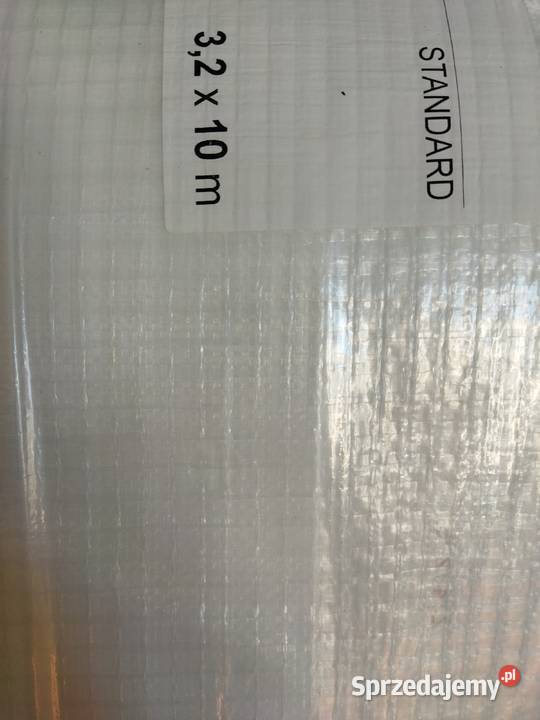 STANDARD
3,2 x 10 m
Sprzedajemy.pl